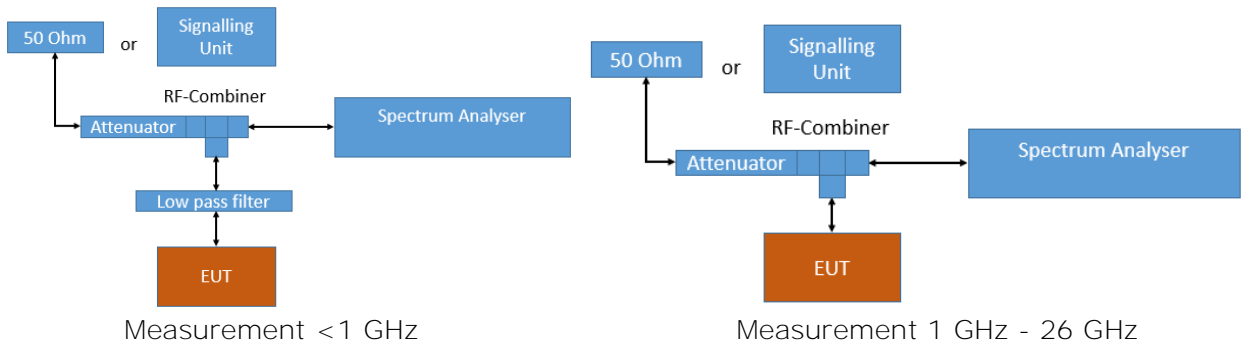 50 Ohm
or
Signalling
Unit
RF-Combiner
Attenuator
Spectrum Analyser
Low pass filter
EUT
Measurement <1 GHz
50 Ohm
or
Signalling
Unit
RF-Combiner
Attenuator
Spectrum Analyser
EUT
Measurement 1 GHz - 26 GHz